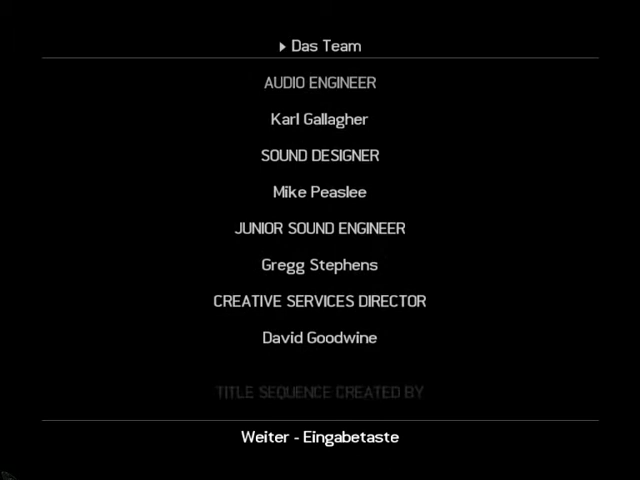 Das Team
AUDIO ENGINEER
Karl Gallagher
SOUND DESIGNER
Mike Peaslee
JUNIOR SOUND ENGINEER
Gregg Stephens
CREATIVE SERVICES DIRECTOR
David Goodwine
TITLE SEQUENCE CREATED BY
Weiter - Eingabetaste